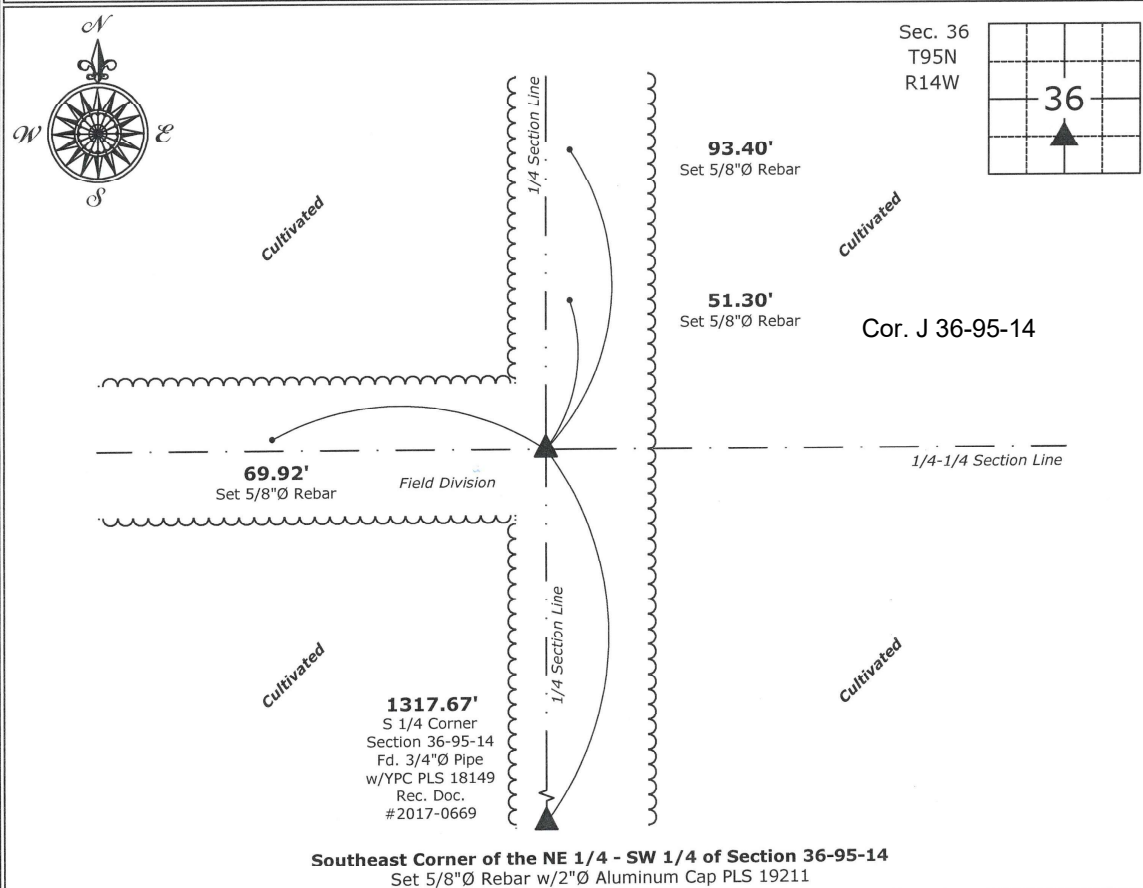 N
W
E
S
Sec. 36
T95N
R14W
36
1/4 Section Line
93.40'
Set 5/8"Ø Rebar
Cultivated
Cultivated
51.30'
Set 5/8"Ø Rebar
Cor. J 36-95-14
69.92'
Set 5/8"Ø Rebar
Field Division
1/4-1/4 Section Line
1/4 Section Line
Cultivated
Cultivated
1317.67'
S 1/4 Corner
Section 36-95-14
Fd. 3/4"Ø Pipe
w/YPC PLS 18149
Rec. Doc.
#2017-0669
Southeast Corner of the NE 1/4 - SW 1/4 of Section 36-95-14
Set 5/8"Ø Rebar w/2"Ø Aluminum Cap PLS 19211